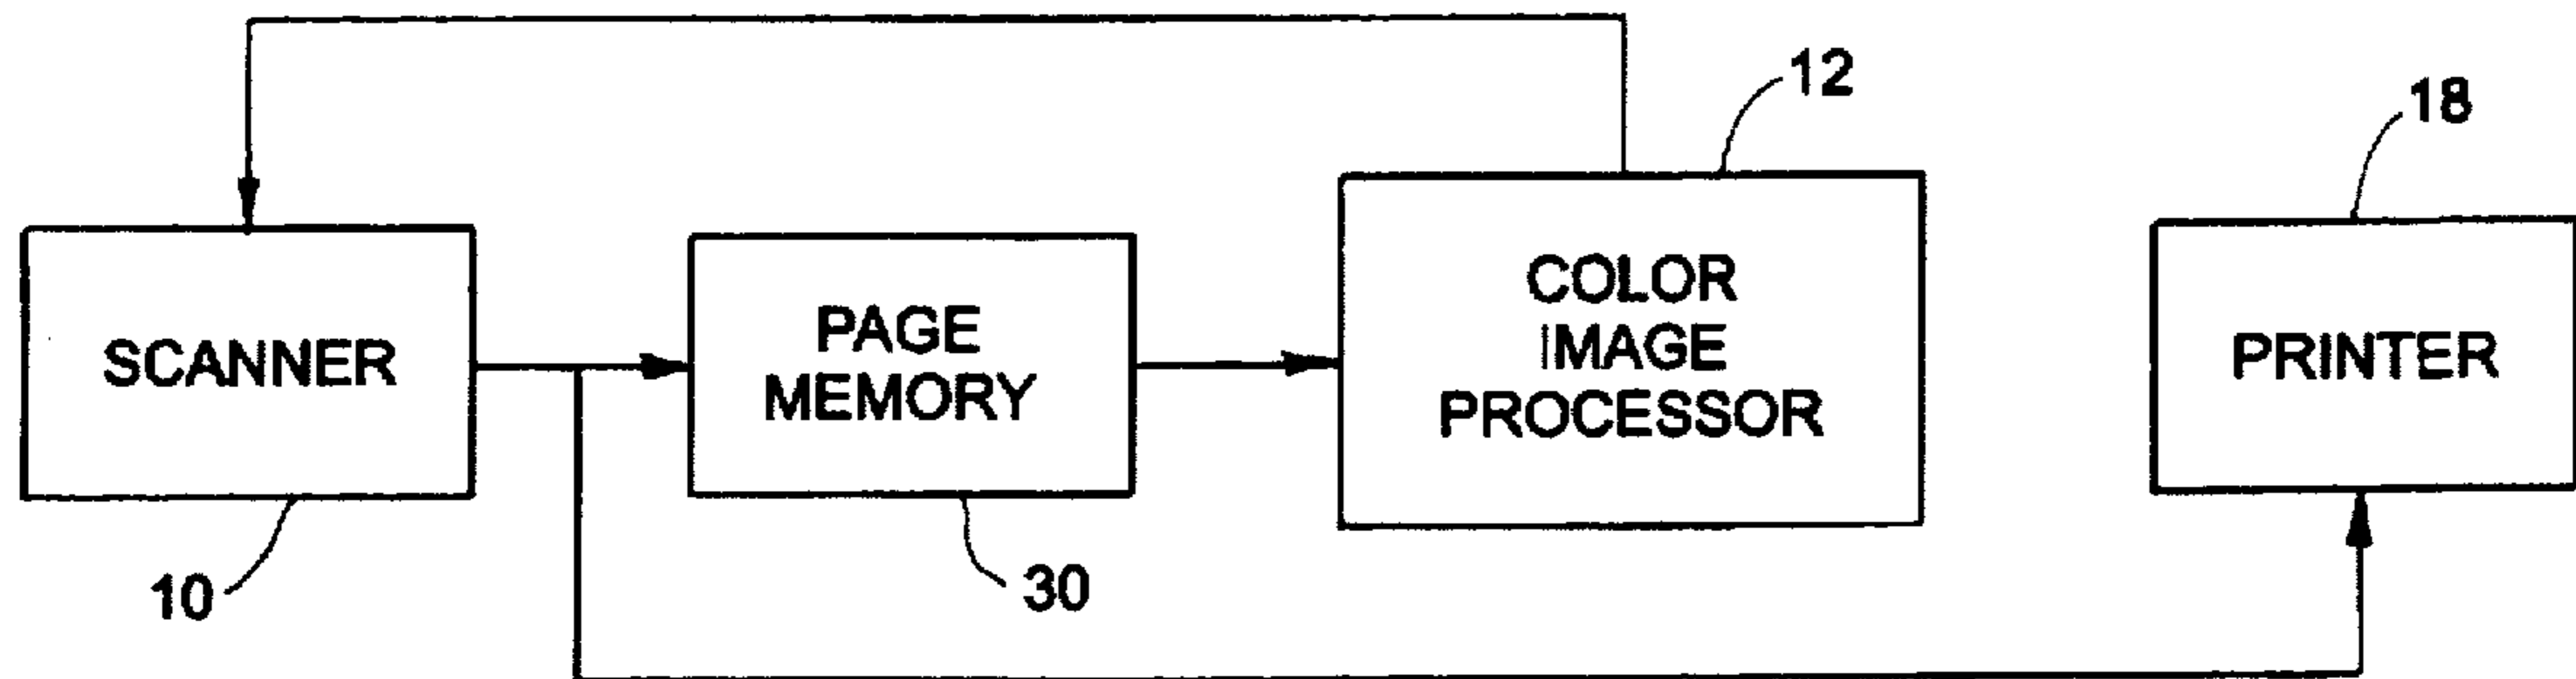 12
18
SCANNER
PAGE
MEMORY
COLOR
IMAGE
PROCESSOR
PRINTER
10
30